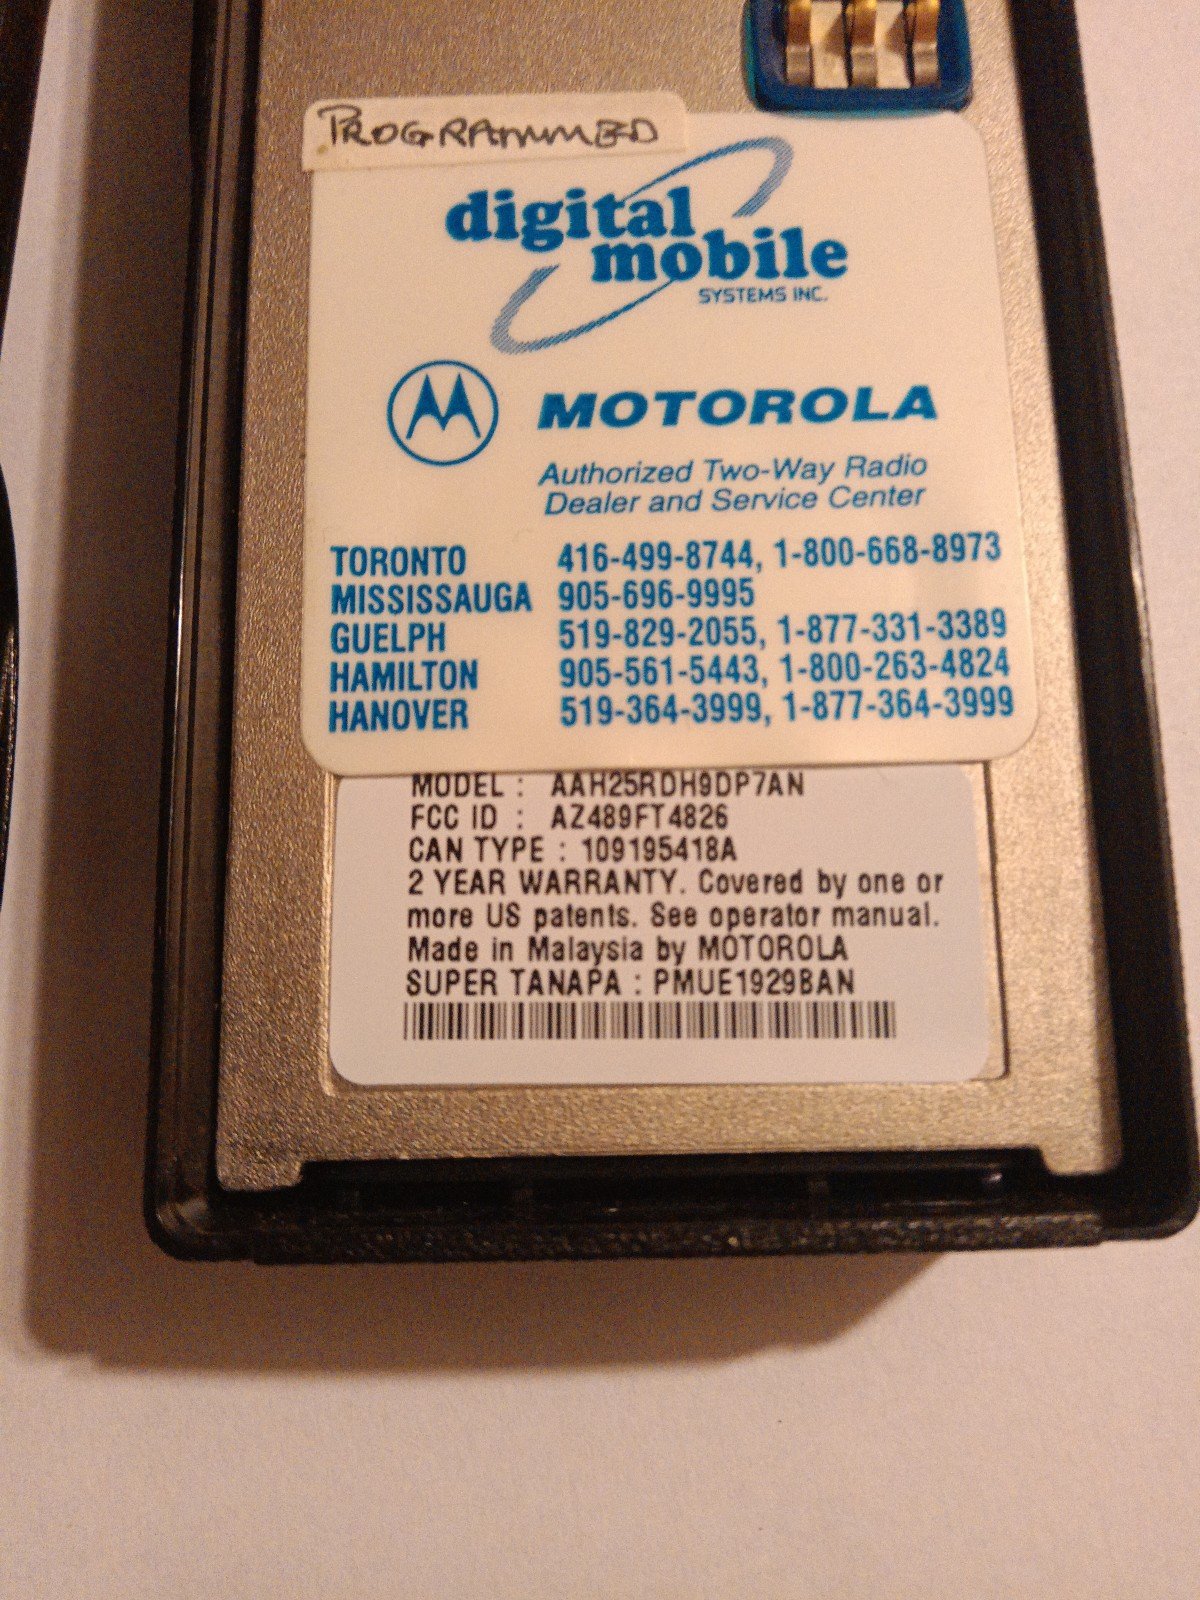 PROGRAMMED
digital
mobile
SYSTEMS INC.
MOTOROLA
Authorized Two-Way Radio
Dealer and Service Center
TORONTO 416-499-8744, 1-800-668-8973
MISSISSAUGA 905-696-9995
GUELPH 519-829-2055, 1-877-331-3389
HAMILTON 905-561-5443, 1-800-263-4824
HANOVER 519-364-3999, 1-877-364-3999
MODEL : AAH25RDH9DP7AN
FCC ID : AZ489FT4826
CAN TYPE : 109195418A
2 YEAR WARRANTY. Covered by one or
more US patents. See operator manual.
Made in Malaysia by MOTOROLA
SUPER TANAPA : PMUE1929BAN